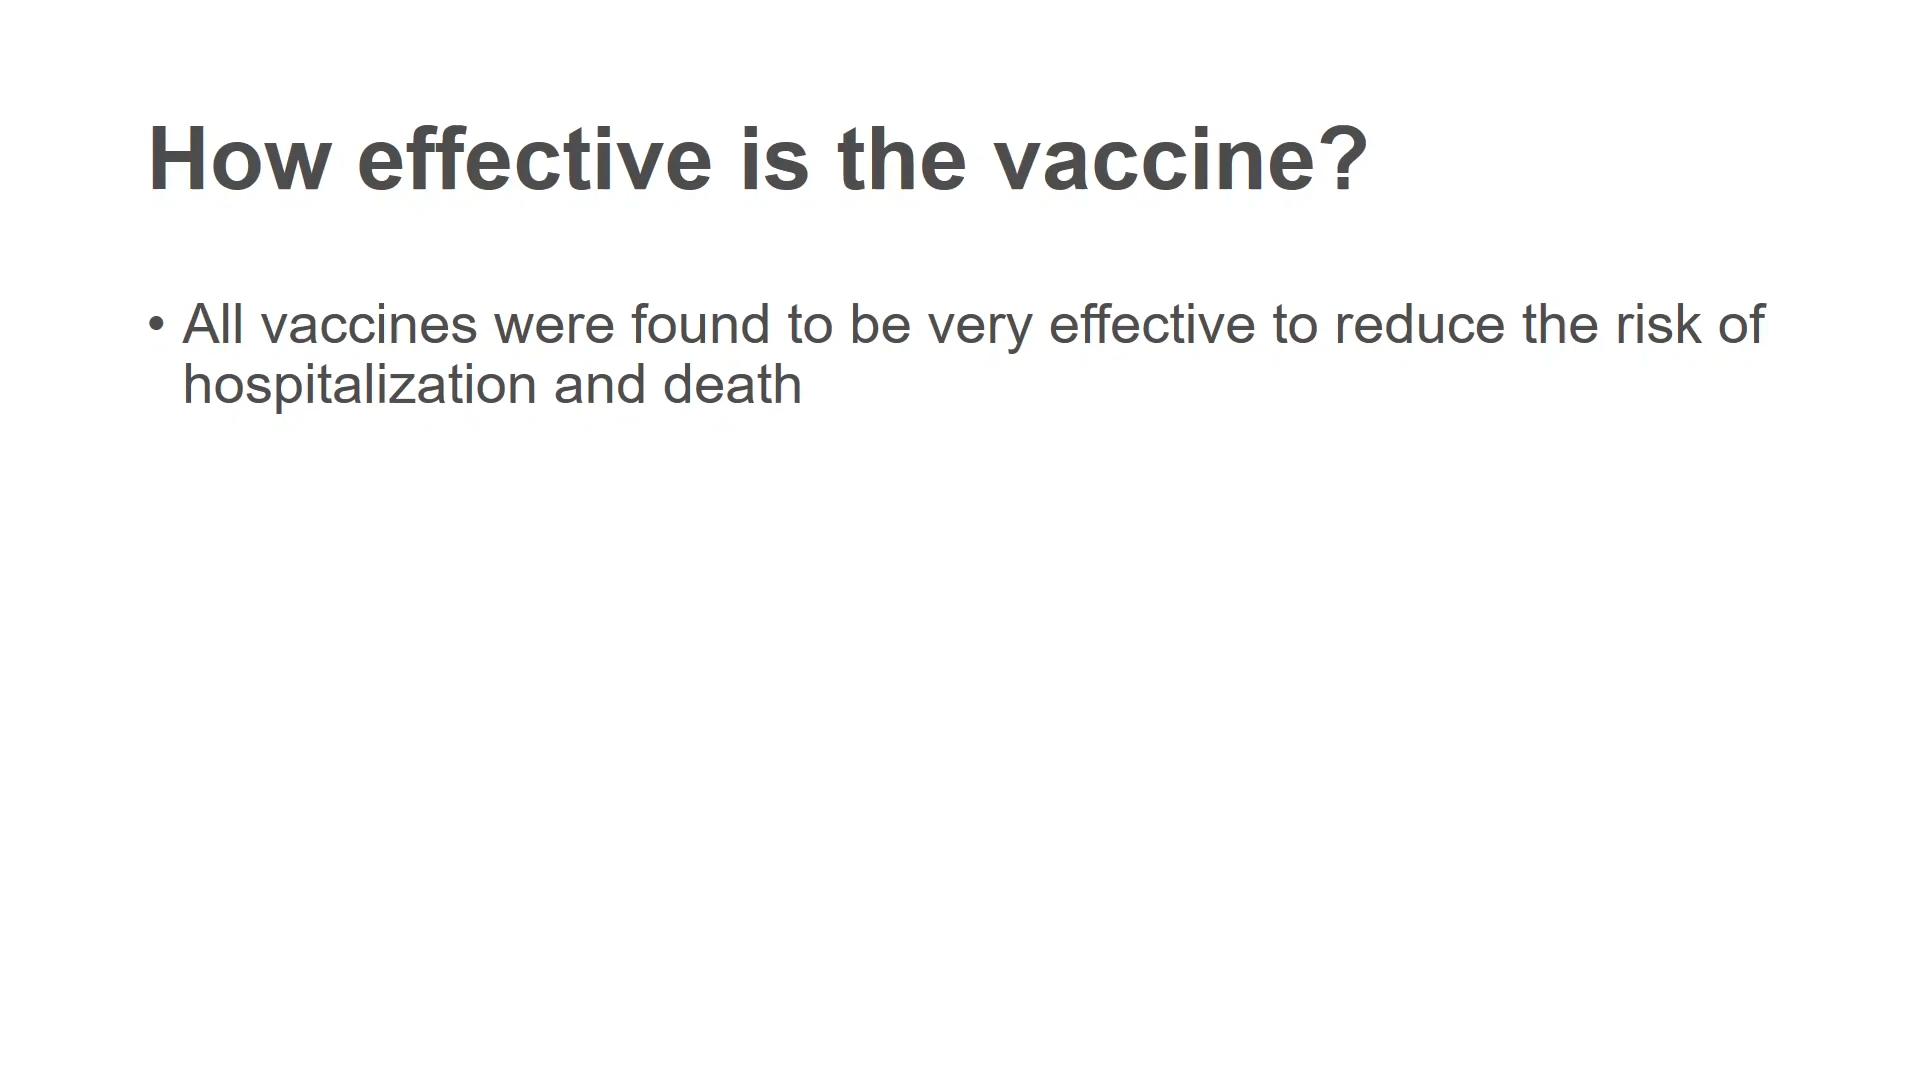 How effective is the vaccine?
• All vaccines were found to be very effective to reduce the risk of
hospitalization and death